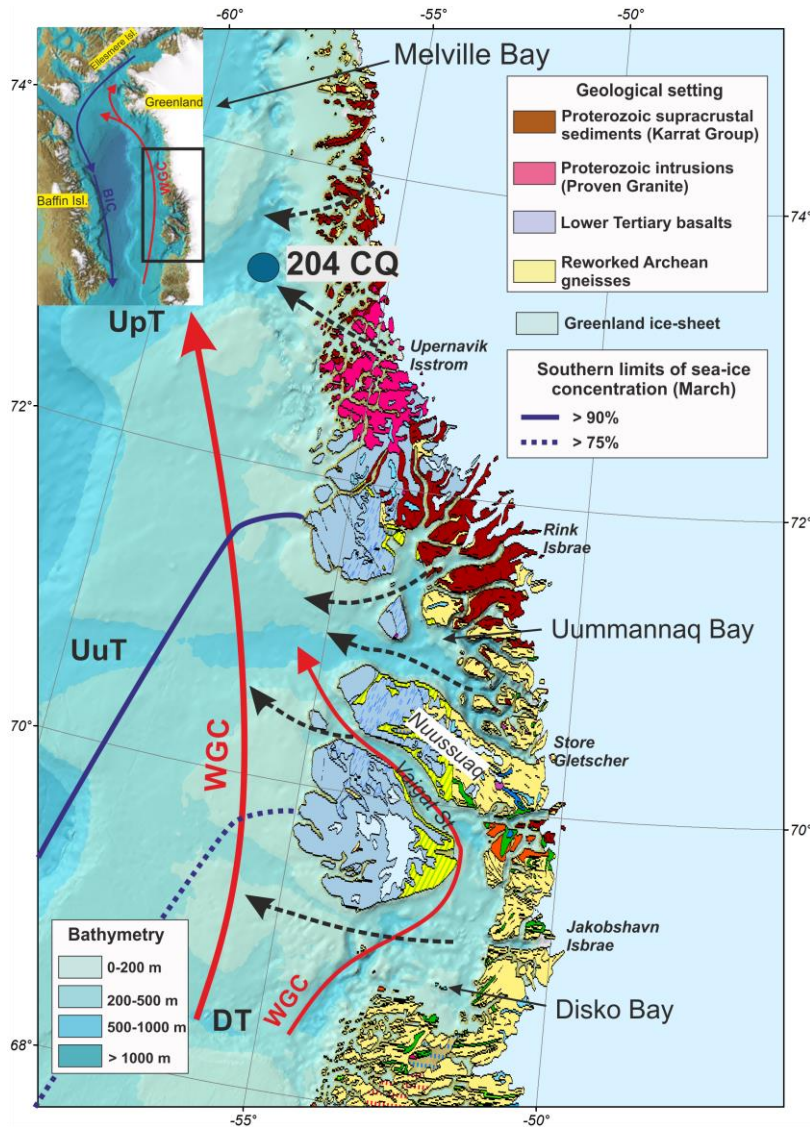 -60°
-55°
-50°
74°
Ellesmere Isl.
Greenland
Baffin Isl.
BIC
WGC
Melville Bay
Geological setting
Proterozoic supracrustal
sediments (Karrat Group)
Proterozoic intrusions
(Proven Granite)
Lower Tertiary basalts
Reworked Archean
gneisses
Greenland ice-sheet
74°
204 CQ
UpT
Upernavik
Isstrom
Southern limits of sea-ice
concentration (March)
> 90%
> 75%
72°
72°
Rink
Isbrae
Uummannaq Bay
UuT
70°
WGC
Nuussuaq
Vaigat St.
Store
Gletscher
70°
Bathymetry
0-200 m
200-500 m
500-1000 m
> 1000 m
Jakobshavn
Isbrae
WGC
DT
Disko Bay
68°
-55°
-50°